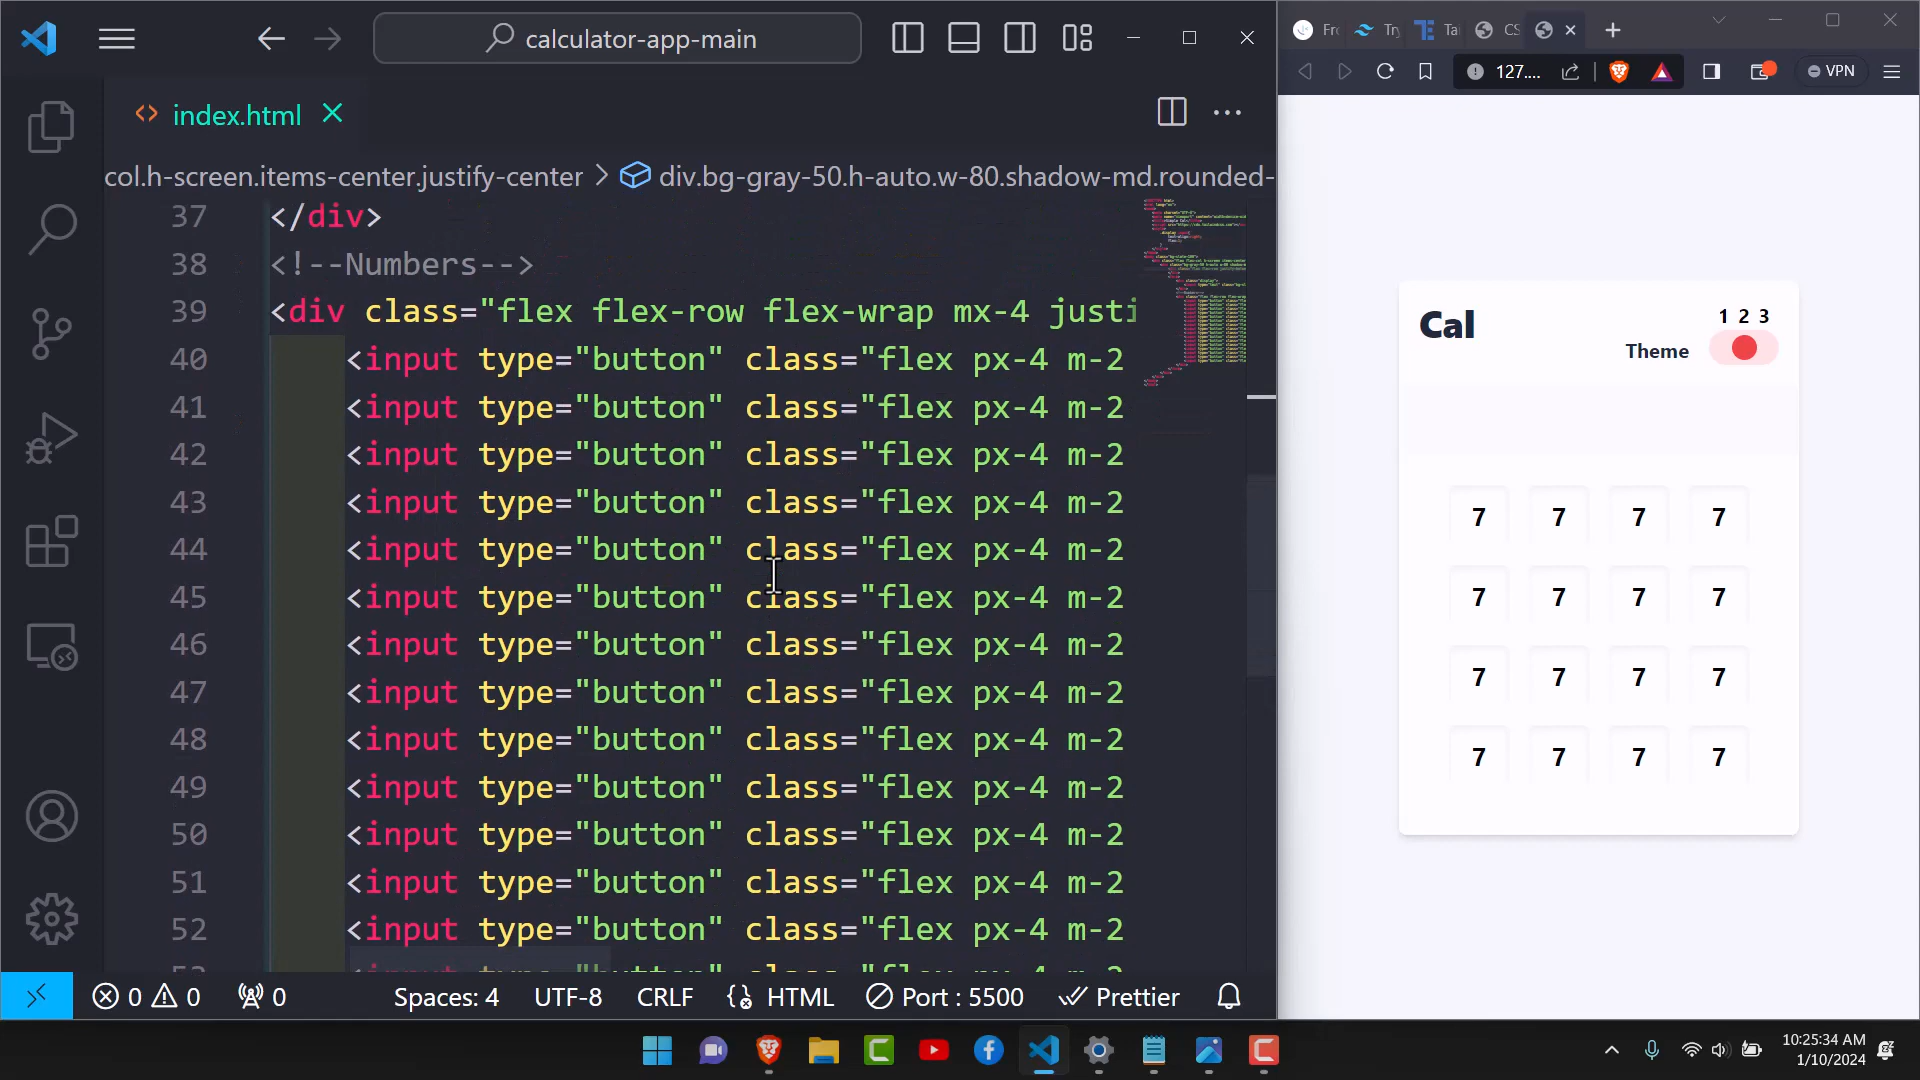 calculator-app-main
index.html
col.h-screen.items-center.justify-center > div.bg-gray-50.h-auto.w-80.shadow-md.rounded-
37 </div>
38 <!--Numbers-->
39 <div class="flex flex-row flex-wrap mx-4 justi
40 <input type="button" class="flex px-4 m-2
41 <input type="button" class="flex px-4 m-2
42 <input type="button" class="flex px-4 m-2
43 <input type="button" class="flex px-4 m-2
44 <input type="button" class="flex px-4 m-2
45 <input type="button" class="flex px-4 m-2
46 <input type="button" class="flex px-4 m-2
47 <input type="button" class="flex px-4 m-2
48 <input type="button" class="flex px-4 m-2
49 <input type="button" class="flex px-4 m-2
50 <input type="button" class="flex px-4 m-2
51 <input type="button" class="flex px-4 m-2
52 <input type="button" class="flex px-4 m-2
0 0 0 Spaces: 4 UTF-8 CRLF HTML Port : 5500 Prettier
Fro Try Tai CS
127.... VPN
Cal
1 2 3
Theme
7 7 7 7
7 7 7 7
7 7 7 7
7 7 7 7
10:25:34 AM
1/10/2024